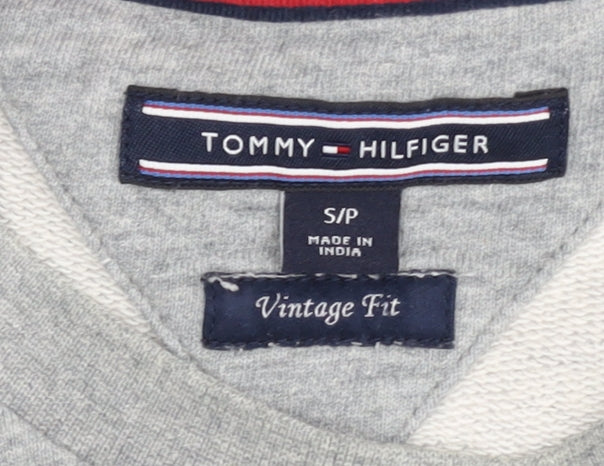 TOMMY HILFIGER
S/P
MADE IN
INDIA
Vintage Fit